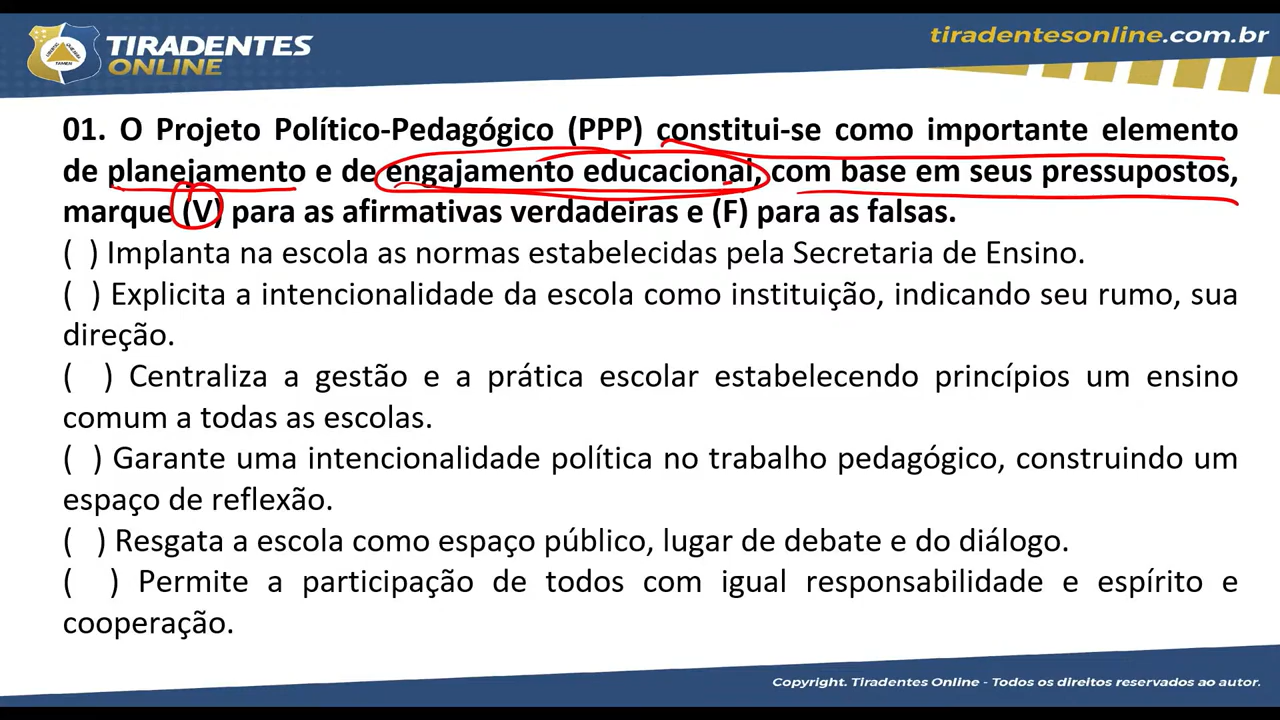 TIRADENTES
ONLINE
tiradentesonline.com.br
01. O Projeto Político-Pedagógico (PPP) constitui-se como importante elemento
de planejamento e de engajamento educacional, com base em seus pressupostos,
marque (V) para as afirmativas verdadeiras e (F) para as falsas.
( ) Implanta na escola as normas estabelecidas pela Secretaria de Ensino.
( ) Explicita a intencionalidade da escola como instituição, indicando seu rumo, sua
direção.
( ) Centraliza a gestão e a prática escolar estabelecendo princípios um ensino
comum a todas as escolas.
( ) Garante uma intencionalidade política no trabalho pedagógico, construindo um
espaço de reflexão.
( ) Resgata a escola como espaço público, lugar de debate e do diálogo.
( ) Permite a participação de todos com igual responsabilidade e espírito e
cooperação.
Copyright. Tiradentes Online - Todos os direitos reservados ao autor.